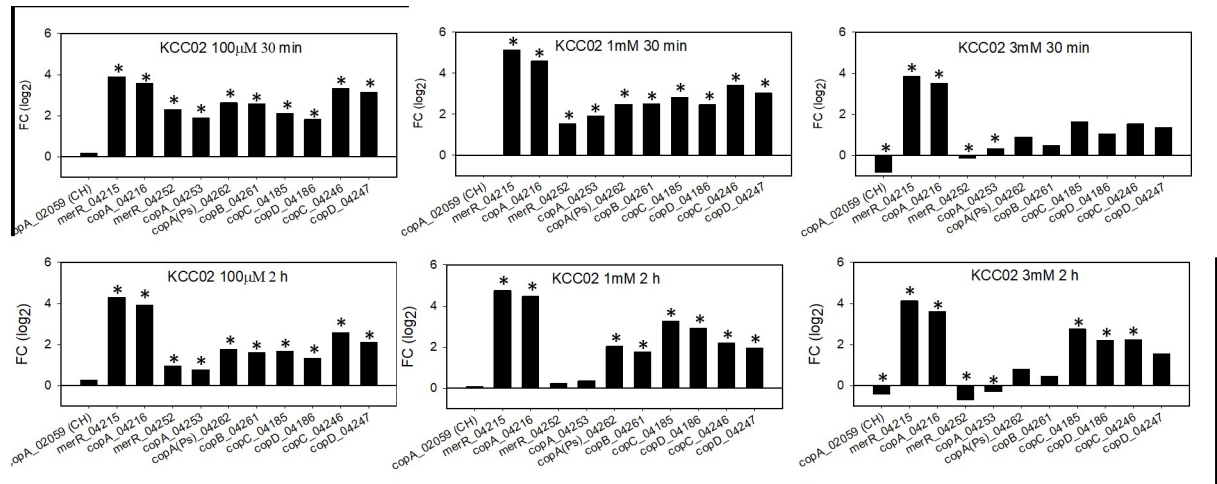 KCC02 100μM 30 min
FC (log2)
6
4
2
0
* * * * * * * * * *
copA_02059 (CH)
merR_04215
copA_04216
merR_04252
copA_04253
copA(Ps)_04262
copB_04261
copC_04185
copD_04186
copC_04246
copD_04247
KCC02 1mM 30 min
FC (log2)
6
4
2
0
* * * * * * * * * *
copA_02059 (CH)
merR_04215
copA_04216
merR_04252
copA_04253
copA(Ps)_04262
copB_04261
copC_04185
copD_04186
copC_04246
copD_04247
KCC02 3mM 30 min
FC (log2)
6
4
2
0
* * * * *
copA_02059 (CH)
merR_04215
copA_04216
merR_04252
copA_04253
copA(Ps)_04262
copB_04261
copC_04185
copD_04186
copC_04246
copD_04247
KCC02 100μM 2 h
FC (log2)
6
4
2
0
* * * * * * * * * *
copA_02059 (CH)
merR_04215
copA_04216
merR_04252
copA_04253
copA(Ps)_04262
copB_04261
copC_04185
copD_04186
copC_04246
copD_04247
KCC02 1mM 2 h
FC (log2)
6
4
2
0
* * * * * * * *
copA_02059 (CH)
merR_04215
copA_04216
merR_04252
copA_04253
copA(Ps)_04262
copB_04261
copC_04185
copD_04186
copC_04246
copD_04247
KCC02 3mM 2 h
FC (log2)
6
4
2
0
* * * * * * * *
copA_02059 (CH)
merR_04215
copA_04216
merR_04252
copA_04253
copA(Ps)_04262
copB_04261
copC_04185
copD_04186
copC_04246
copD_04247